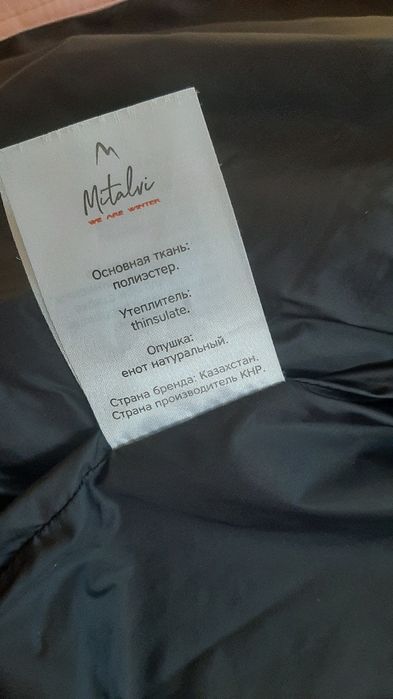 Mitalvi
WE ARE WINTER
Основная ткань:
полиэстер.
Утеплитель:
thinsulate.
Опушка:
енот натуральный.
Страна бренда: Казахстан.
Страна производитель КНР.